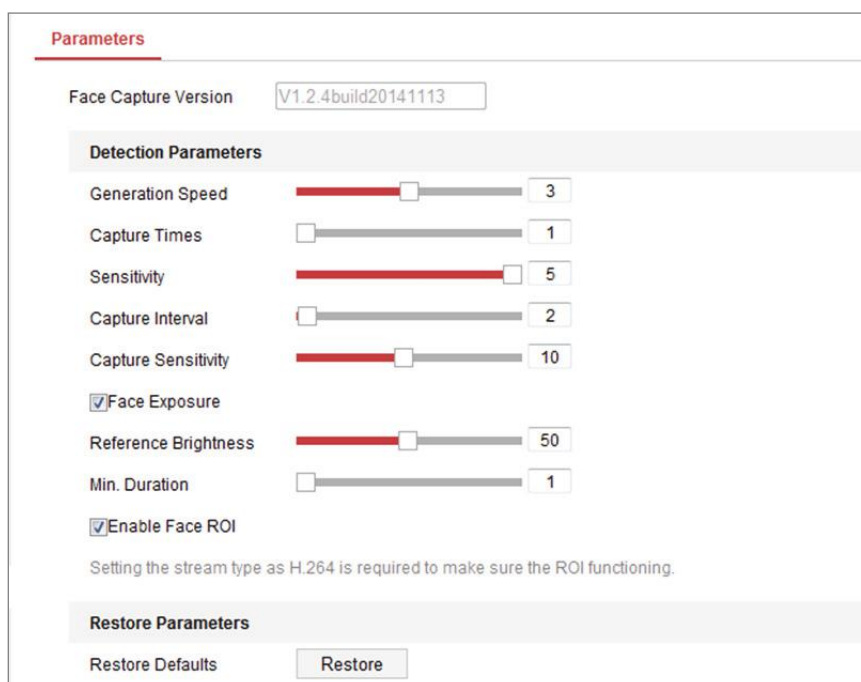 Parameters
Face Capture Version V1.2.4build20141113
Detection Parameters
Generation Speed 3
Capture Times 1
Sensitivity 5
Capture Interval 2
Capture Sensitivity 10
Face Exposure
Reference Brightness 50
Min. Duration 1
Enable Face ROI
Setting the stream type as H.264 is required to make sure the ROI functioning.
Restore Parameters
Restore Defaults Restore